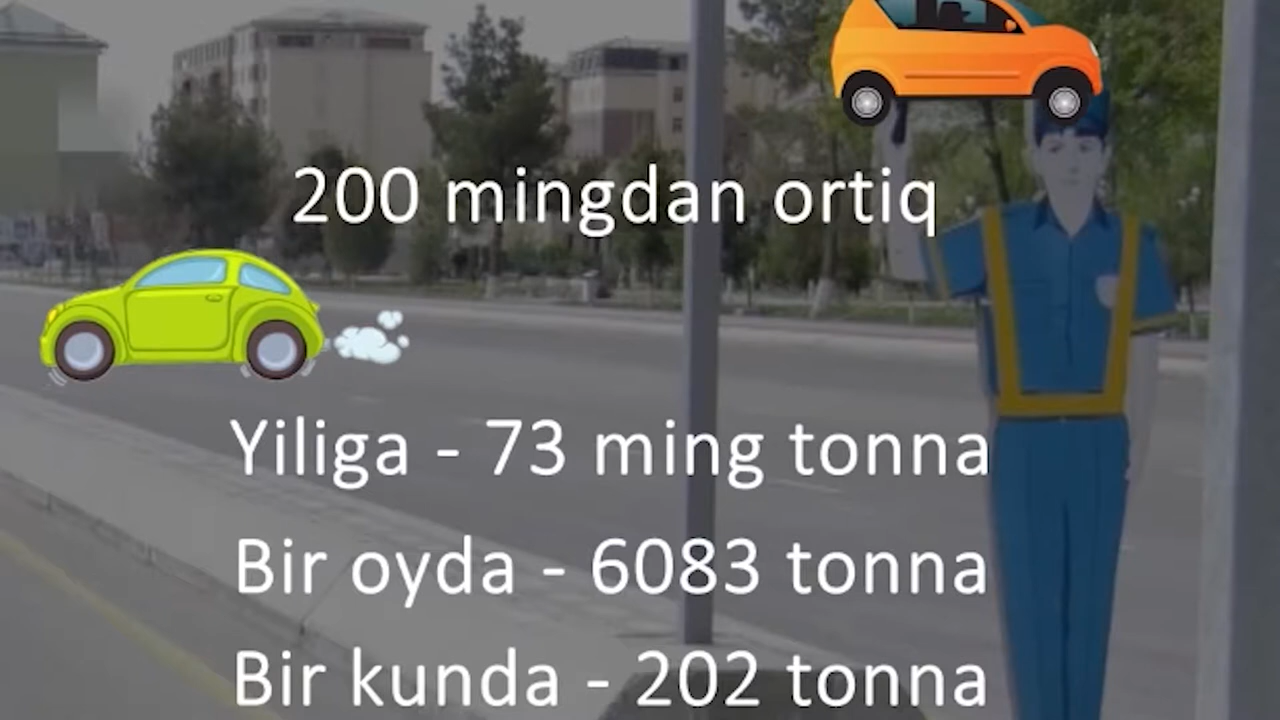 200 mingdan ortiq
Yiliga - 73 ming tonna
Bir oyda - 6083 tonna
Bir kunda - 202 tonna